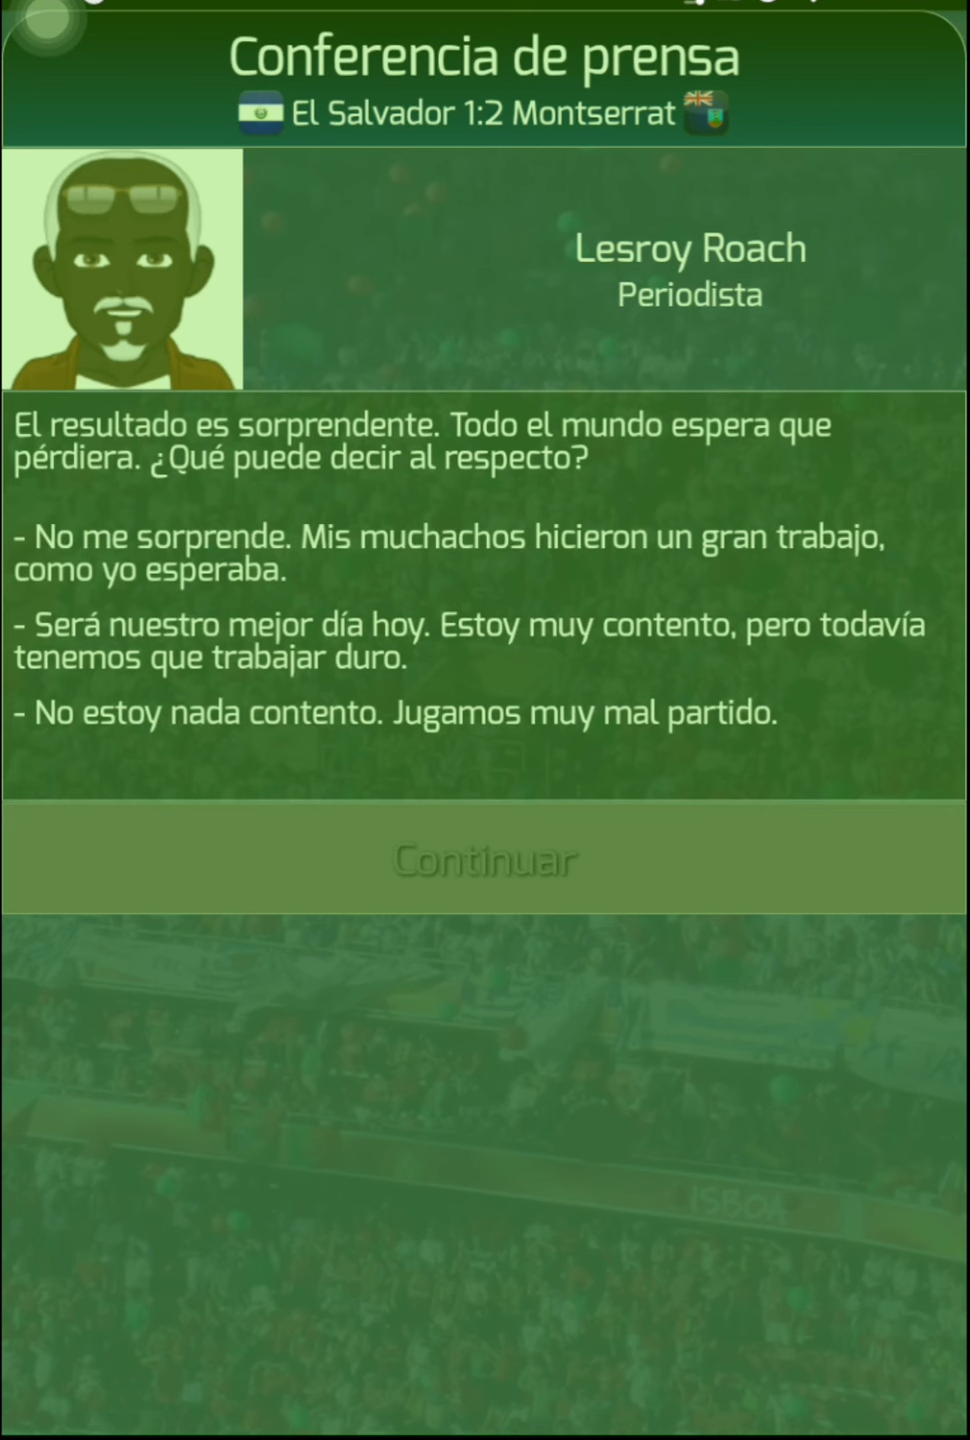 Conferencia de prensa
El Salvador 1:2 Montserrat
Lesroy Roach
Periodista
El resultado es sorprendente. Todo el mundo espera que
pérdiera. ¿Qué puede decir al respecto?
- No me sorprende. Mis muchachos hicieron un gran trabajo,
como yo esperaba.
- Será nuestro mejor día hoy. Estoy muy contento, pero todavía
tenemos que trabajar duro.
- No estoy nada contento. Jugamos muy mal partido.
Continuar
ISBOA